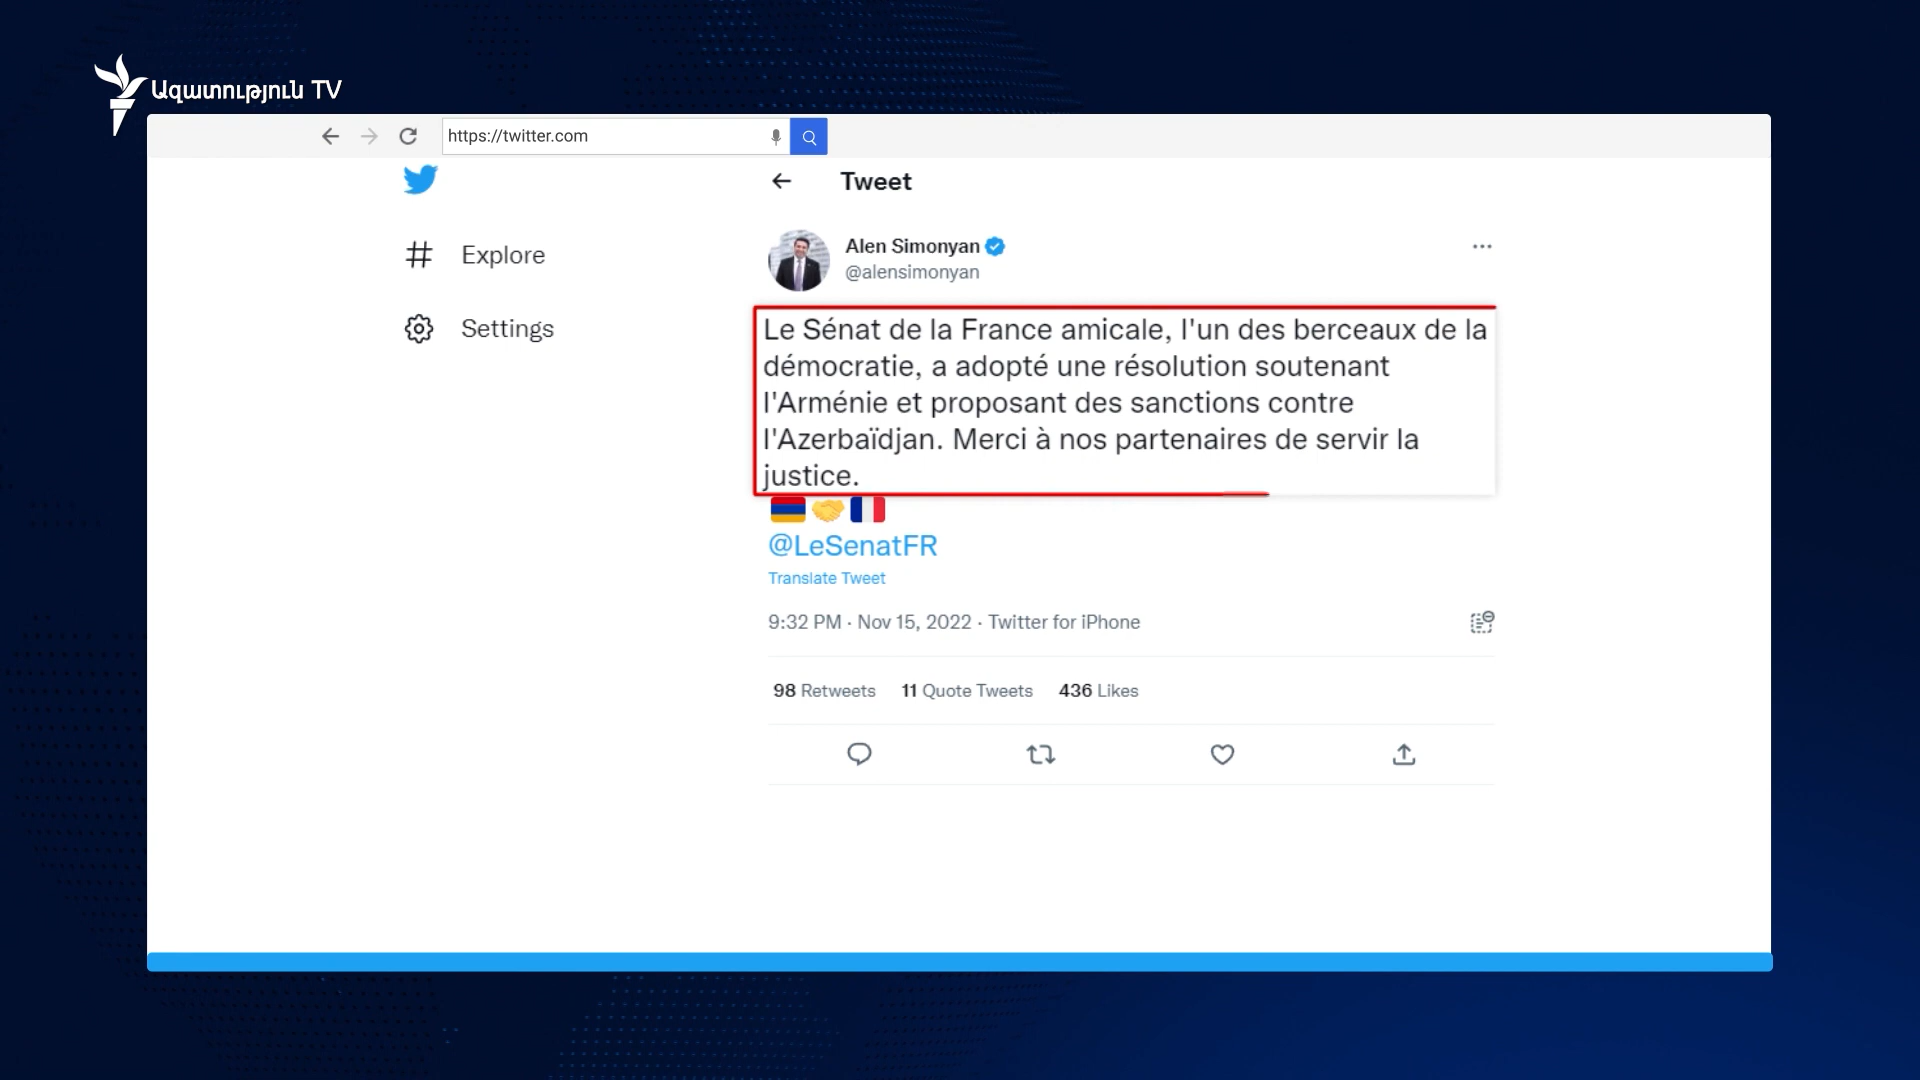 Ազատություն TV
https://twitter.com
Tweet
Explore
Settings
Alen Simonyan
@alensimonyan
Le Sénat de la France amicale, l'un des berceaux de la
démocratie, a adopté une résolution soutenant
l'Arménie et proposant des sanctions contre
l'Azerbaïdjan. Merci à nos partenaires de servir la
justice.
🇦🇲🤝🇫🇷
@LeSenatFR
Translate Tweet
9:32 PM · Nov 15, 2022 · Twitter for iPhone
98 Retweets 11 Quote Tweets 436 Likes